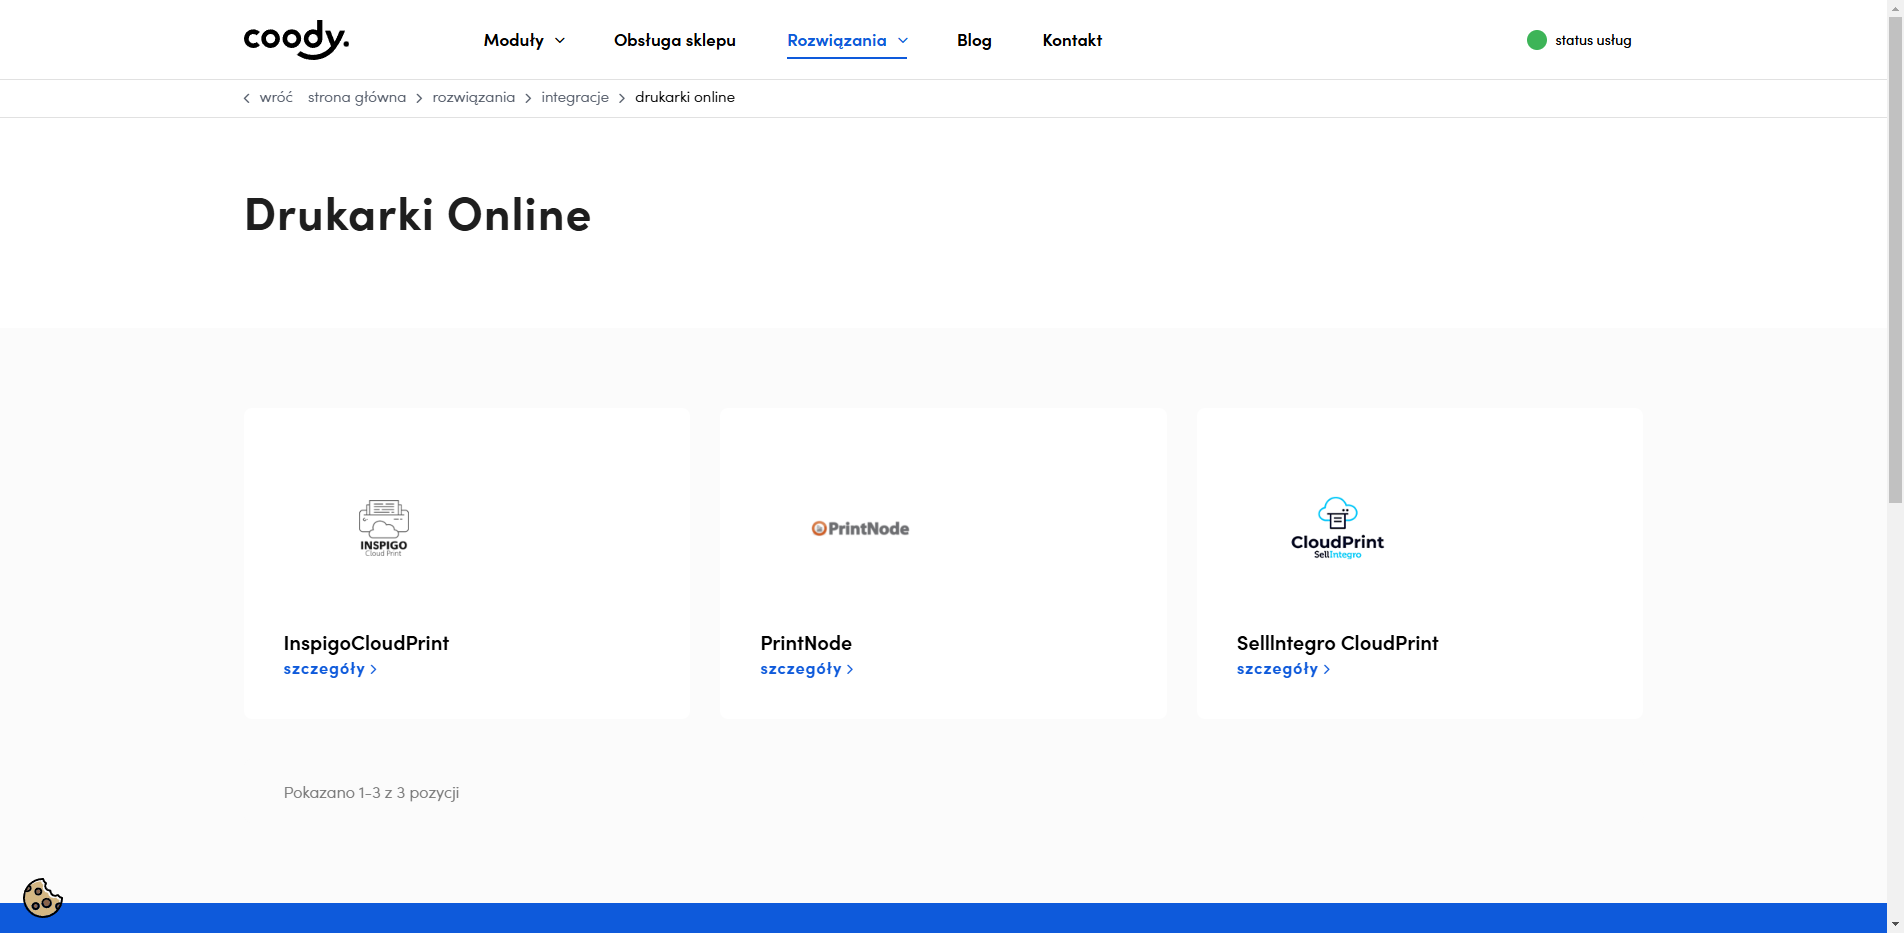 coody.
Moduły
Obsługa sklepu
Rozwiązania
Blog
Kontakt
status usług
wróć strona główna rozwiązania integracje drukarki online
Drukarki Online
INSPIGO
Cloud Print
InspigoCloudPrint
szczegóły
PrintNode
PrintNode
szczegóły
CloudPrint
SellIntegro
SellIntegro CloudPrint
szczegóły
Pokazano 1-3 z 3 pozycji